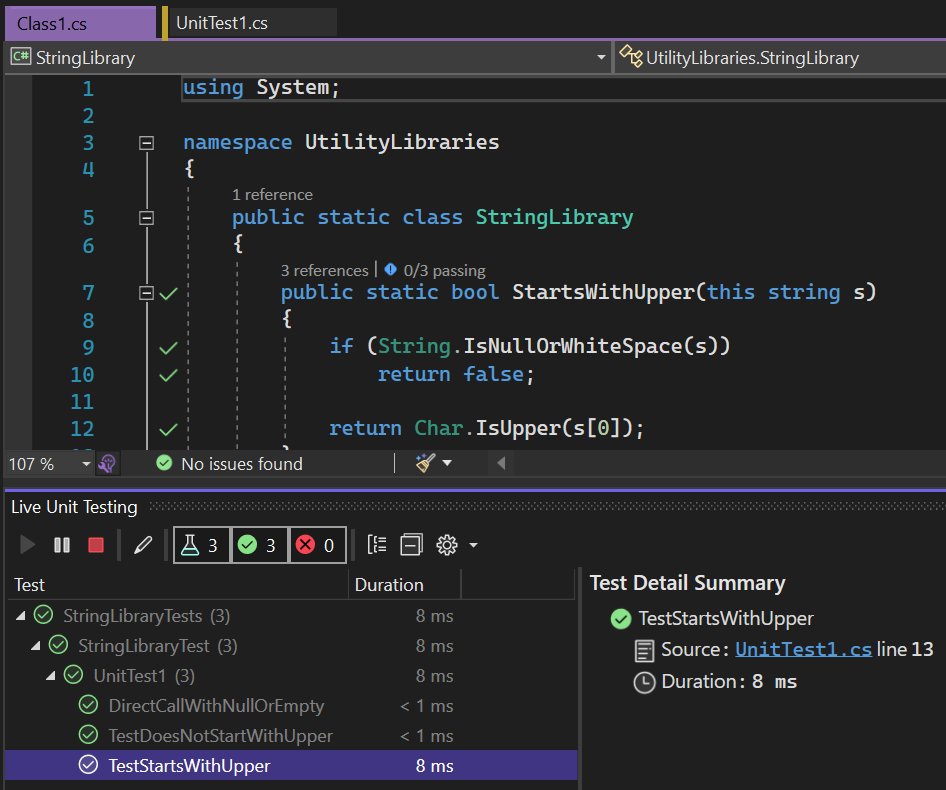 Class1.cs UnitTest1.cs
C# StringLibrary UtilityLibraries.StringLibrary
1 using System;
2
3 namespace UtilityLibraries
4 {
1 reference
5 public static class StringLibrary
6 {
3 references | 0/3 passing
7 public static bool StartsWithUpper(this string s)
8 {
9 if (String.IsNullOrWhiteSpace(s))
10 return false;
11
12 return Char.IsUpper(s[0]);
107 % No issues found
Live Unit Testing
3 3 0
Test Duration
StringLibraryTests (3) 8 ms
StringLibraryTest (3) 8 ms
UnitTest1 (3) 8 ms
DirectCallWithNullOrEmpty < 1 ms
TestDoesNotStartWithUpper < 1 ms
TestStartsWithUpper 8 ms
Test Detail Summary
TestStartsWithUpper
Source: UnitTest1.cs line 13
Duration: 8 ms